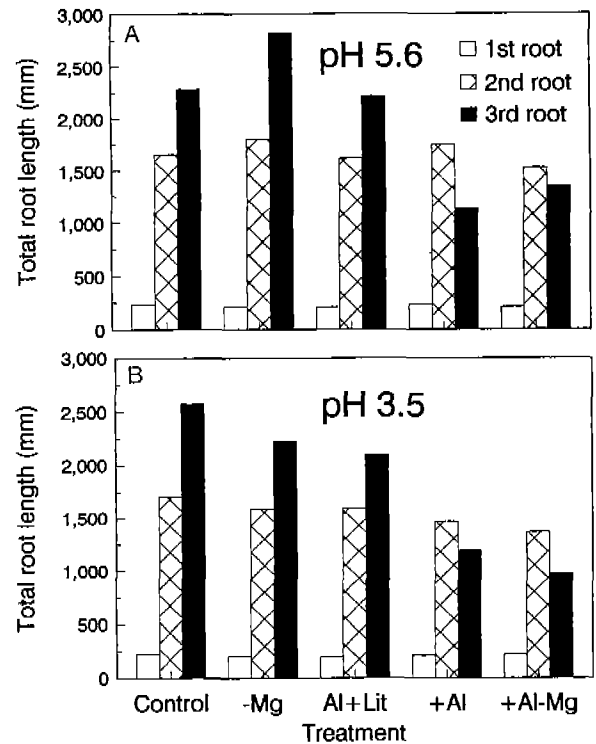 A
pH 5.6
1st root
2nd root
3rd root
Total root length (mm)
3,000
2,500
2,000
1,500
1,000
500
0
B
pH 3.5
Total root length (mm)
3,000
2,500
2,000
1,500
1,000
500
0
Control -Mg Al+Lit +Al +Al-Mg
Treatment